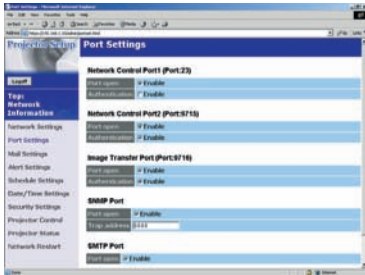 Projector Setup
Port Settings
Logoff
Top:
Network
Information
Network Settings
Port Settings
Mail Settings
Alert Settings
Schedule Settings
Date/Time Settings
Security Settings
Projector Control
Projector Status
Network Restart
Network Control Port1 (Port:23)
Port open Enable
Authentication Enable
Network Control Port2 (Port:9715)
Port open Enable
Authentication Enable
Image Transfer Port (Port:9716)
Port open Enable
Authentication Enable
SNMP Port
Port open Enable
Trap address
SMTP Port
Port open Enable